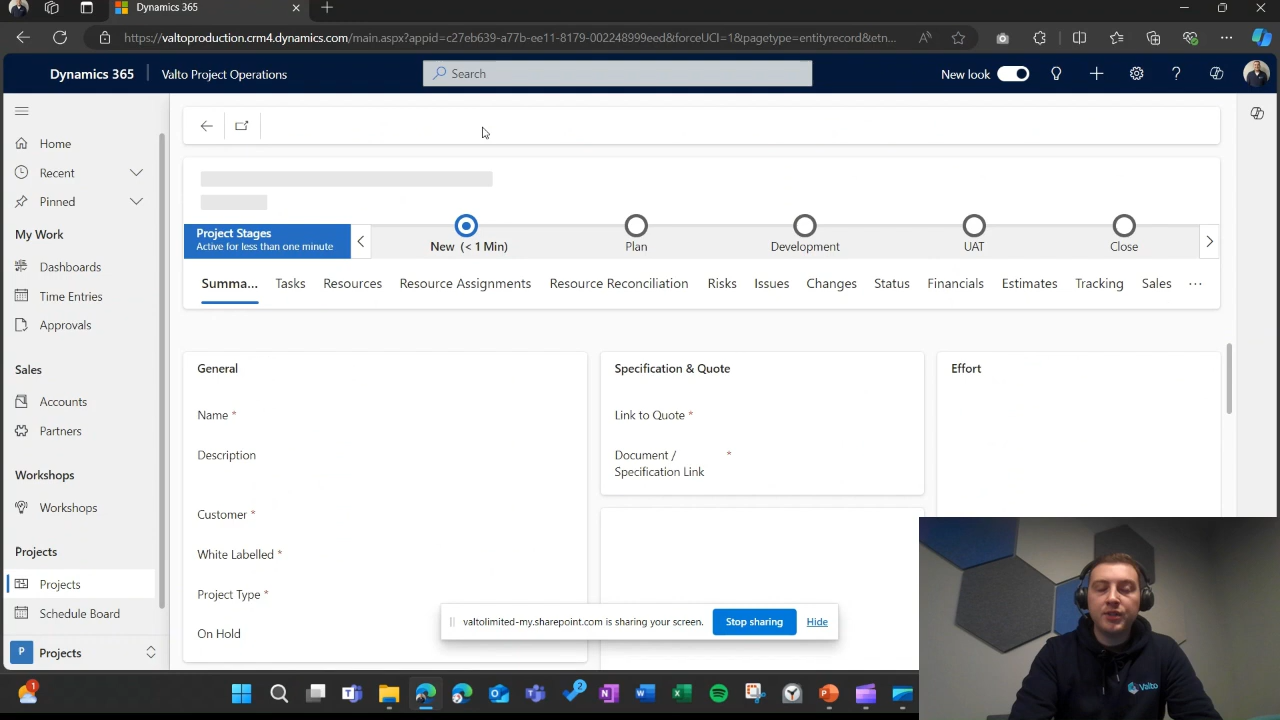 Dynamics 365
https://valtoproduction.crm4.dynamics.com/main.aspx?appid=c27eb639-a77b-ee11-8179-002248999eed&forceUCI=1&pagetype=entityrecord&etn...
Dynamics 365
Valto Project Operations
Search
New look
Home
Recent
Pinned
My Work
Dashboards
Time Entries
Approvals
Sales
Accounts
Partners
Workshops
Workshops
Projects
Projects
Schedule Board
P
Projects
Project Stages
Active for less than one minute
New (< 1 Min)
Plan
Development
UAT
Close
Summa...
Tasks
Resources
Resource Assignments
Resource Reconciliation
Risks
Issues
Changes
Status
Financials
Estimates
Tracking
Sales
General
Name *
Description
Customer *
White Labelled *
Project Type *
On Hold
Specification & Quote
Link to Quote *
Document / *
Specification Link
Effort
valtolimited-my.sharepoint.com is sharing your screen.
Stop sharing
Hide
Valto
1
2